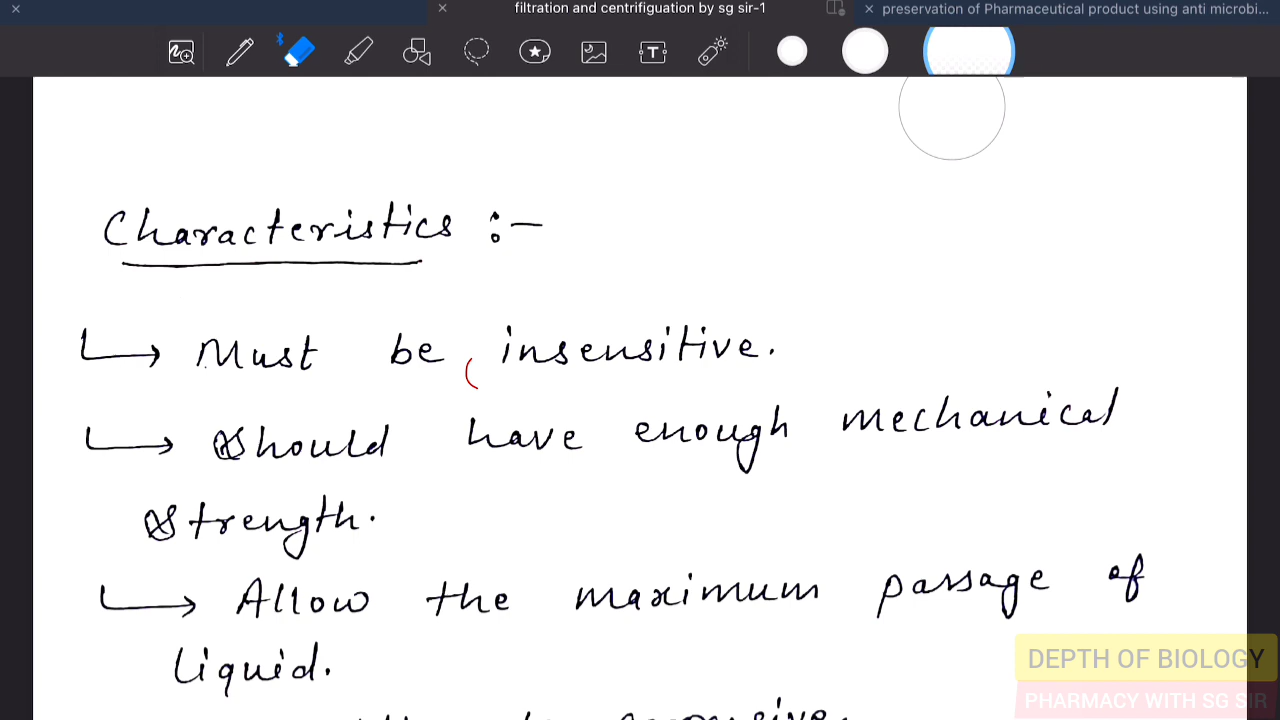 filtration and centrifiguation by sg sir-1
preservation of Pharmaceutical product using anti microbi...
Characteristics :-
Must be insensitive.
Should have enough mechanical
strength.
Allow the maximum passage of
liquid.
DEPTH OF BIOLOGY
PHARMACY WITH SG SIR